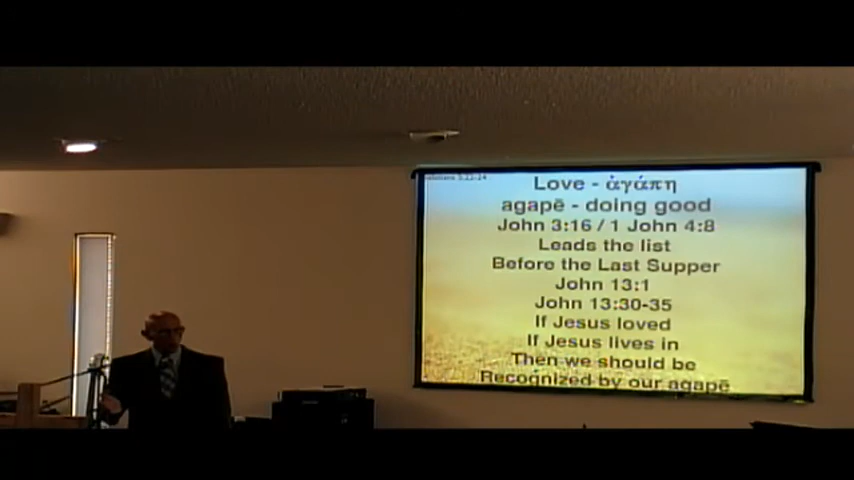 Love - ἀγάπη
agapē - doing good
John 3:16 / 1 John 4:8
Leads the list
Before the Last Supper
John 13:1
John 13:30-35
If Jesus loved
If Jesus lives in
Then we should be
Recognized by our agapē